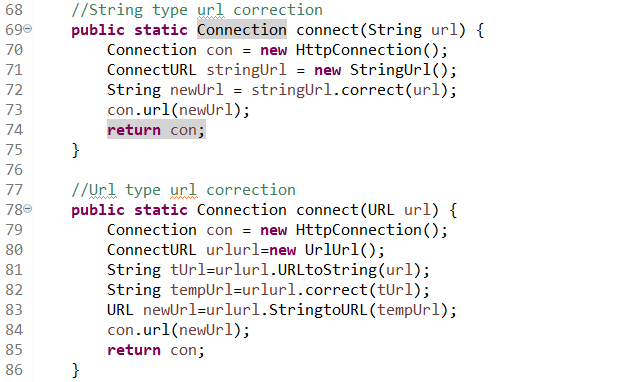 68 //String type url correction
69 public static Connection connect(String url) {
70 Connection con = new HttpConnection();
71 ConnectURL stringUrl = new StringUrl();
72 String newUrl = stringUrl.correct(url);
73 con.url(newUrl);
74 return con;
75 }
76
77 //Url type url correction
78 public static Connection connect(URL url) {
79 Connection con = new HttpConnection();
80 ConnectURL urlurl=new UrlUrl();
81 String tUrl=urlurl.URLtoString(url);
82 String tempUrl=urlurl.correct(tUrl);
83 URL newUrl=urlurl.StringtoURL(tempUrl);
84 con.url(newUrl);
85 return con;
86 }